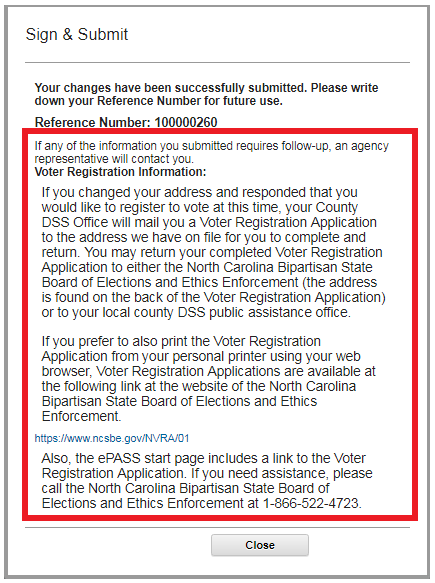 Sign & Submit
Your changes have been successfully submitted. Please write
down your Reference Number for future use.
Reference Number: 100000260
If any of the information you submitted requires follow-up, an agency
representative will contact you.
Voter Registration Information:
If you changed your address and responded that you
would like to register to vote at this time, your County
DSS Office will mail you a Voter Registration Application
to the address we have on file for you to complete and
return. You may return your completed Voter Registration
Application to either the North Carolina Bipartisan State
Board of Elections and Ethics Enforcement (the address
is found on the back of the Voter Registration Application)
or to your local county DSS public assistance office.
If you prefer to also print the Voter Registration
Application from your personal printer using your web
browser, Voter Registration Applications are available at
the following link at the website of the North Carolina
Bipartisan State Board of Elections and Ethics
Enforcement.
https://www.ncsbe.gov/NVRA/01
Also, the ePASS start page includes a link to the Voter
Registration Application. If you need assistance, please
call the North Carolina Bipartisan State Board of
Elections and Ethics Enforcement at 1-866-522-4723.
Close